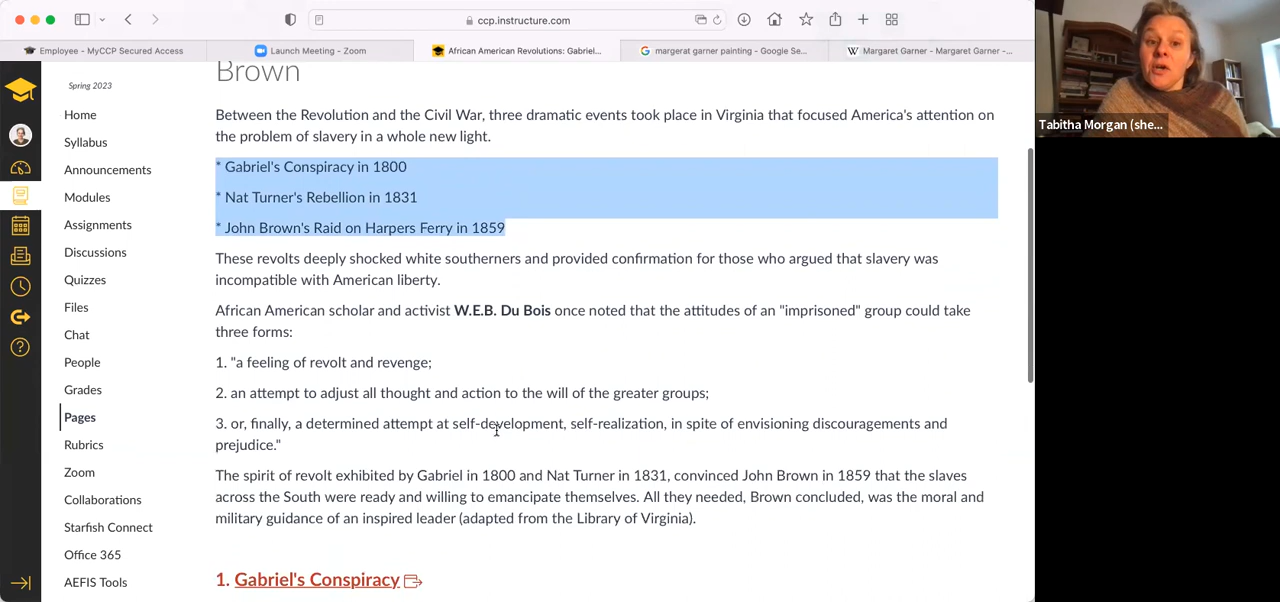 ccp.instructure.com
Employee - MyCCP Secured Access
Launch Meeting - Zoom
African American Revolutions: Gabriel...
margerat garner painting - Google Se...
Margaret Garner - Margaret Garner -...
Brown
Spring 2023
Home
Syllabus
Announcements
Modules
Assignments
Discussions
Quizzes
Files
Chat
People
Grades
Pages
Rubrics
Zoom
Collaborations
Starfish Connect
Office 365
AEFIS Tools
Between the Revolution and the Civil War, three dramatic events took place in Virginia that focused America's attention on
the problem of slavery in a whole new light.
* Gabriel's Conspiracy in 1800
* Nat Turner's Rebellion in 1831
* John Brown's Raid on Harpers Ferry in 1859
These revolts deeply shocked white southerners and provided confirmation for those who argued that slavery was
incompatible with American liberty.
African American scholar and activist W.E.B. Du Bois once noted that the attitudes of an "imprisoned" group could take
three forms:
1. "a feeling of revolt and revenge;
2. an attempt to adjust all thought and action to the will of the greater groups;
3. or, finally, a determined attempt at self-development, self-realization, in spite of envisioning discouragements and
prejudice."
The spirit of revolt exhibited by Gabriel in 1800 and Nat Turner in 1831, convinced John Brown in 1859 that the slaves
across the South were ready and willing to emancipate themselves. All they needed, Brown concluded, was the moral and
military guidance of an inspired leader (adapted from the Library of Virginia).
1. Gabriel's Conspiracy
Tabitha Morgan (she...